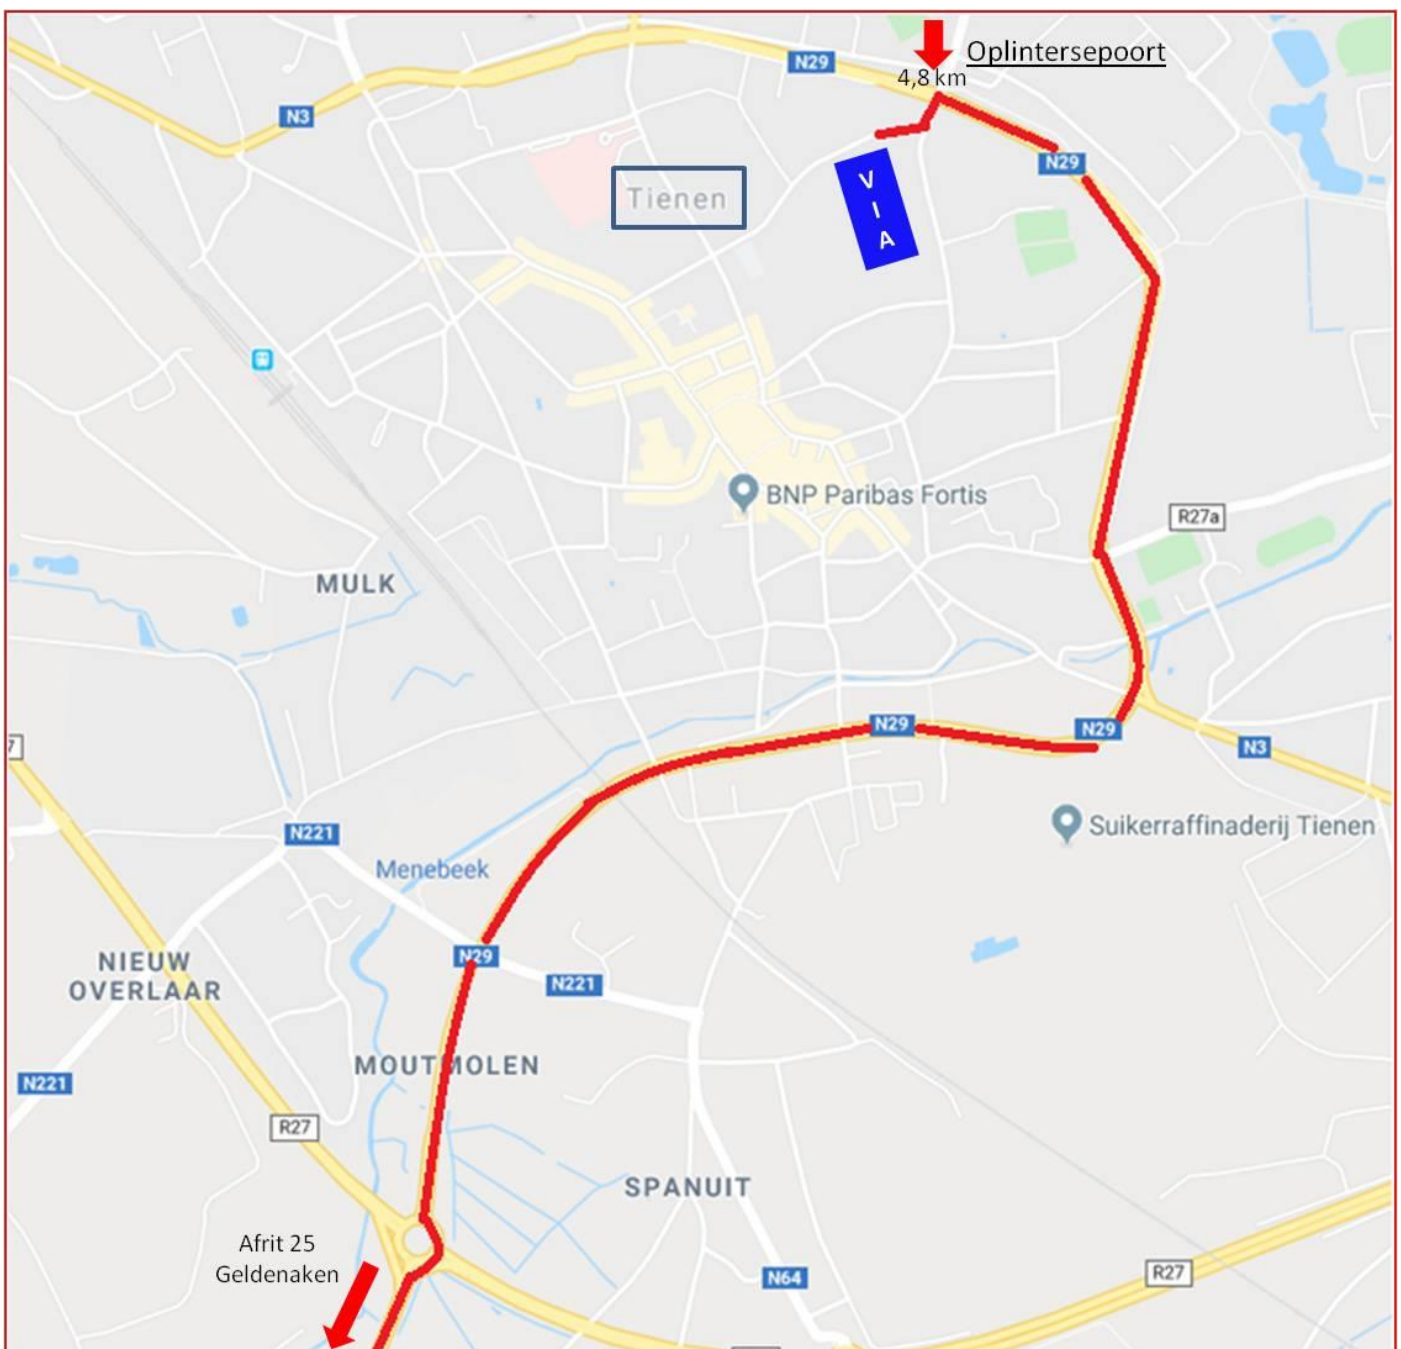 Oplintersepoort
N29
4,8 km
N3
N29
V
I
A
Tienen
BNP Paribas Fortis
R27a
MULK
N29
N29
N3
7
N221
Suikerraffinaderij Tienen
Menebeek
N29
N221
NIEUW
OVERLAAR
MOUTMOLEN
N221
R27
SPANUIT
Afrit 25
Geldenaken
N64
R27